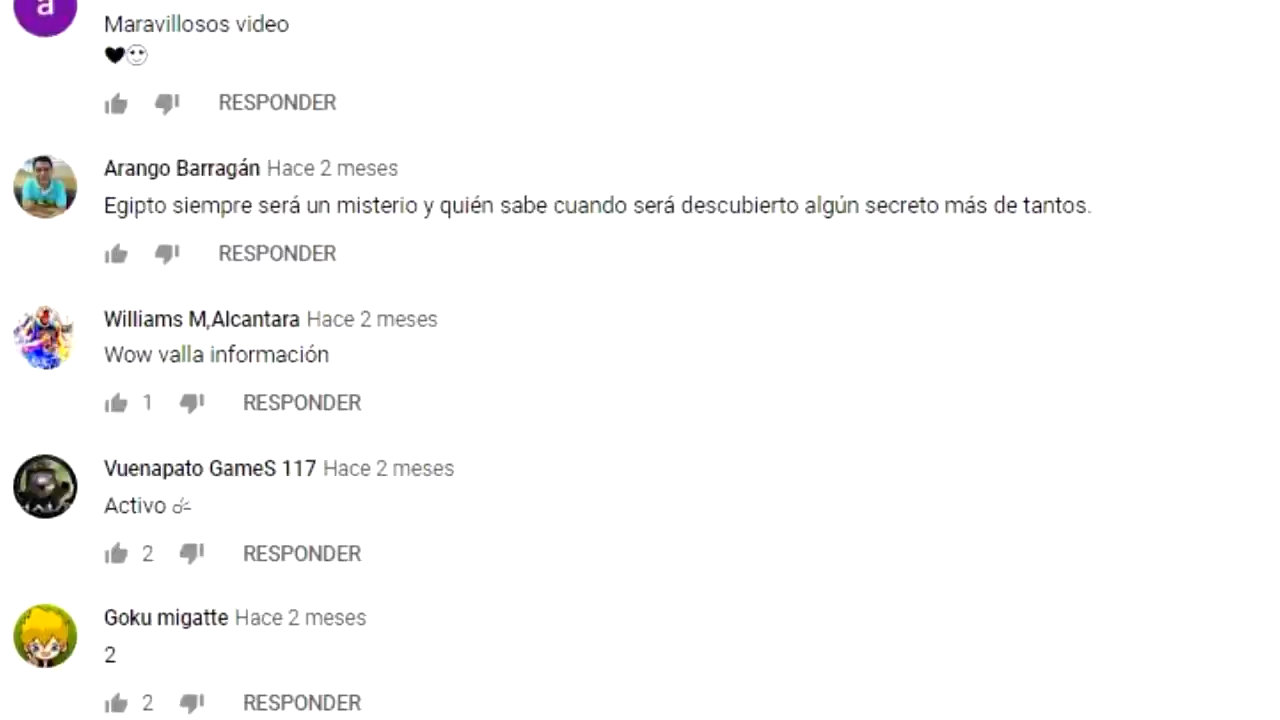 a
Maravillosos video
🖤🙂
RESPONDER
Arango Barragán Hace 2 meses
Egipto siempre será un misterio y quién sabe cuando será descubierto algún secreto más de tantos.
RESPONDER
Williams M,Alcantara Hace 2 meses
Wow valla información
1 RESPONDER
Vuenapato GameS 117 Hace 2 meses
Activo
2 RESPONDER
Goku migatte Hace 2 meses
2
2 RESPONDER